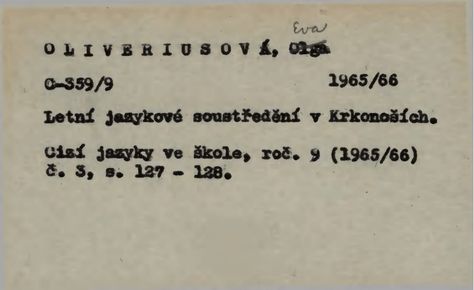 Eva
OLIVERIUSOVÁ, Olga
C-359/9 1965/66
Letní jazykové soustředění v Krkonoších.
Cizí jazyky ve škole, roč. 9 (1965/66)
č. 3, s. 127 - 128.